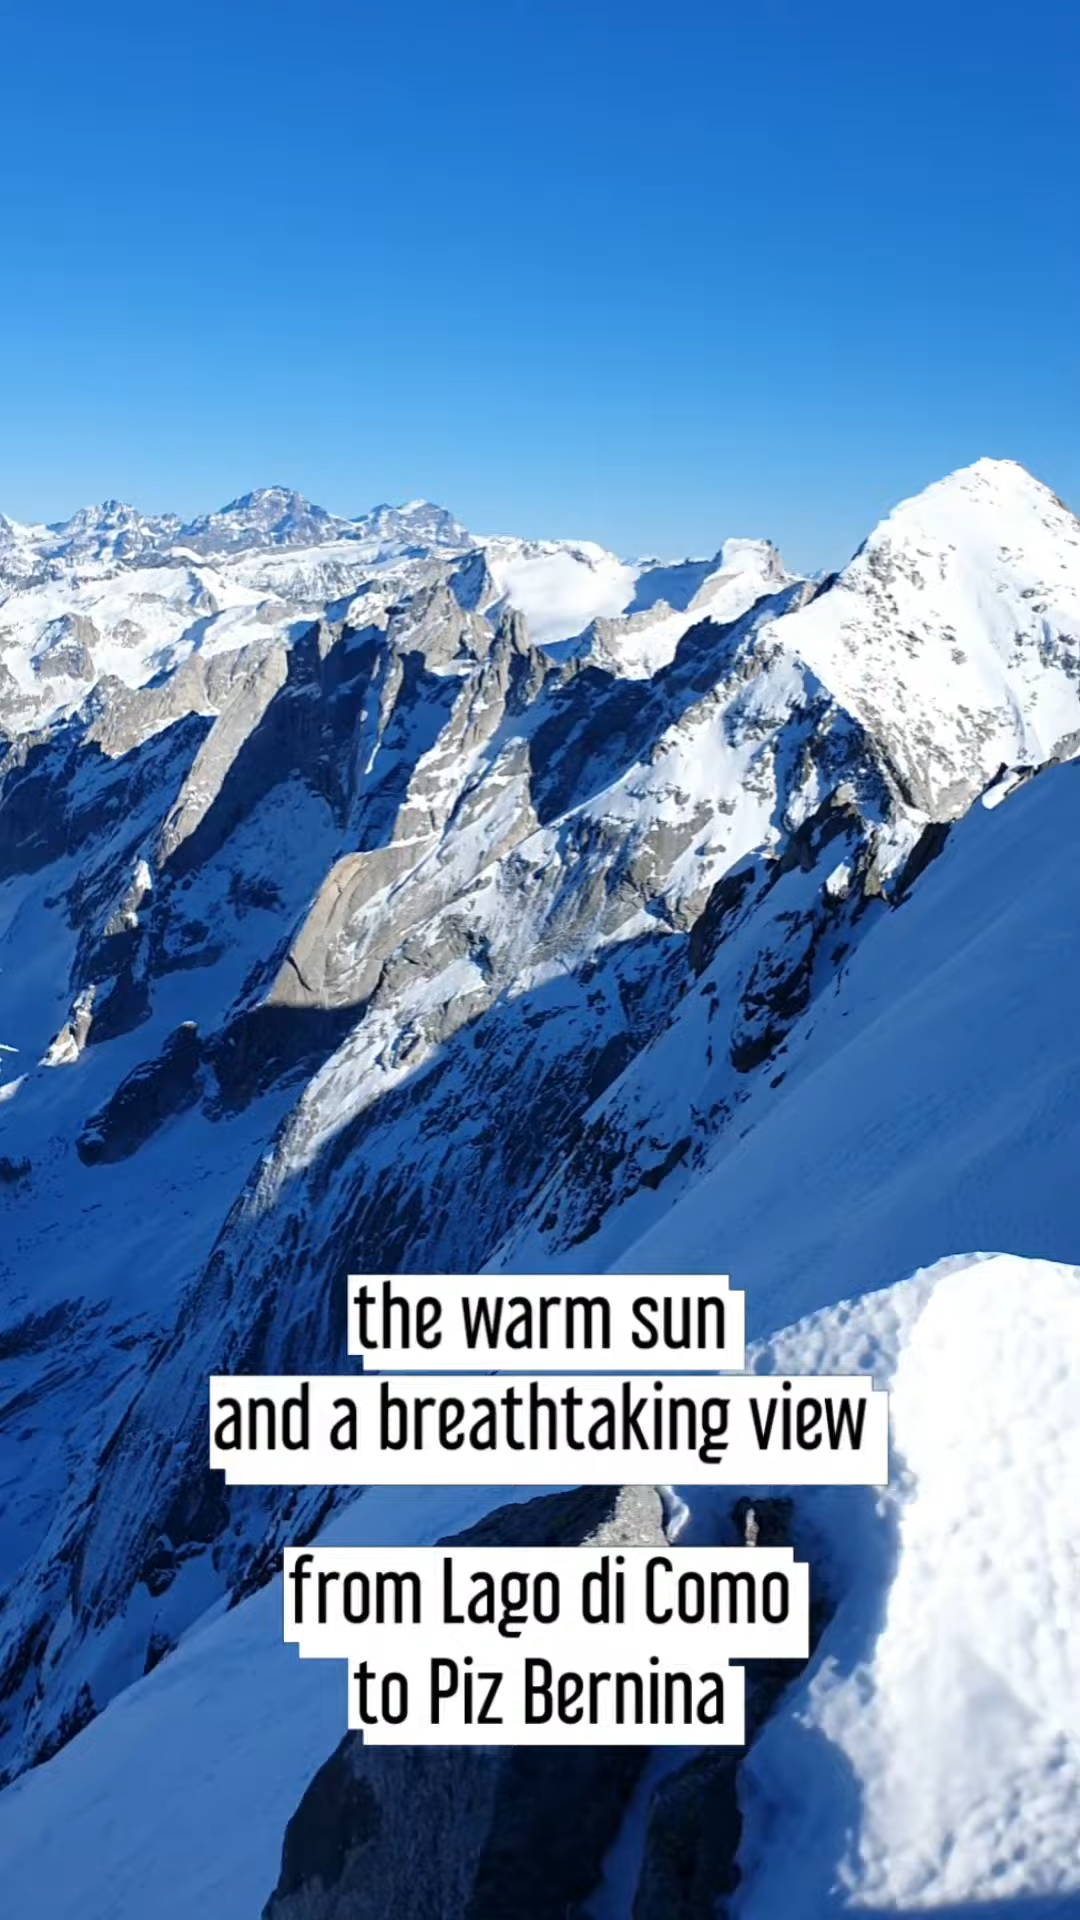 the warm sun
and a breathtaking view
from Lago di Como
to Piz Bernina